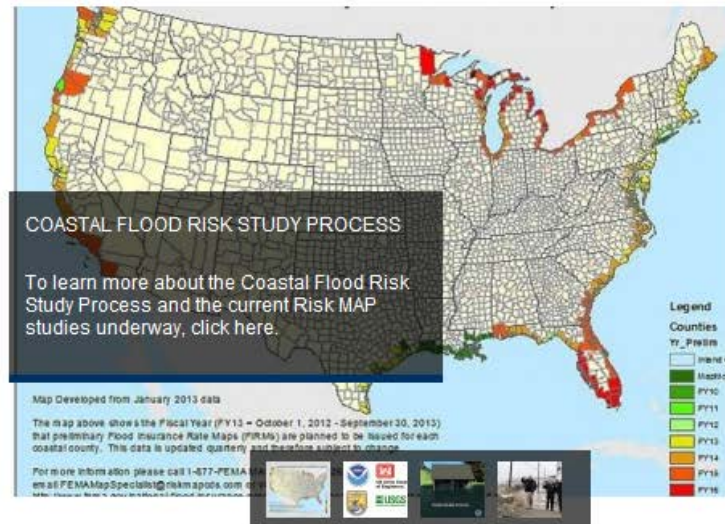 COASTAL FLOOD RISK STUDY PROCESS
To learn more about the Coastal Flood Risk
Study Process and the current Risk MAP
studies underway, click here.
Legend
Counties
Yr_Prelim
Inland
FY10
FY11
FY12
FY13
FY14
FY15
FY16
Map Developed from January 2013 data
The map above shows the Fiscal Year (FY13 = October 1, 2012 - September 30, 2013)
that preliminary Flood Insurance Rate Maps (FIRMs) are planned to be issued for each
coastal county. This data is updated quarterly and therefore subject to change
For more information please call 1-877-FEMA MA
email FEMAMapSpecialist@riskmapcds.com or
USGS